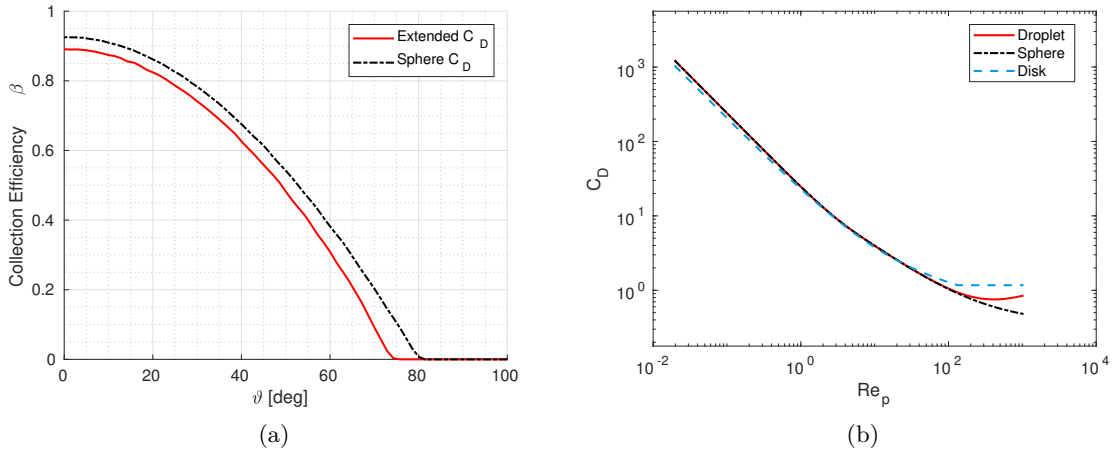 1
0.8
0.6
0.4
0.2
0
Collection Efficiency β
0 20 40 60 80 100
ϑ [deg]
Extended C_D
Sphere C_D
(a)
10^3
10^2
10^1
10^0
C_D
10^-2 10^0 10^2 10^4
Re_p
Droplet
Sphere
Disk
(b)